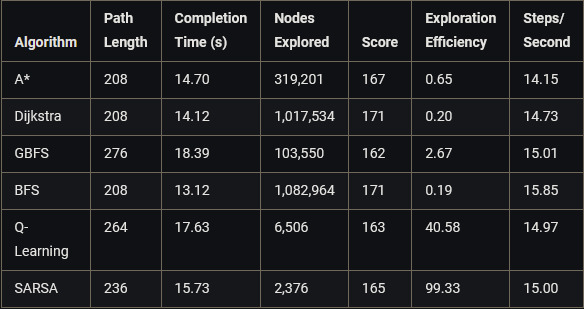 Algorithm Path Length Completion Time (s) Nodes Explored Score Exploration Efficiency Steps/ Second
A* 208 14.70 319,201 167 0.65 14.15
Dijkstra 208 14.12 1,017,534 171 0.20 14.73
GBFS 276 18.39 103,550 162 2.67 15.01
BFS 208 13.12 1,082,964 171 0.19 15.85
Q- Learning 264 17.63 6,506 163 40.58 14.97
SARSA 236 15.73 2,376 165 99.33 15.00